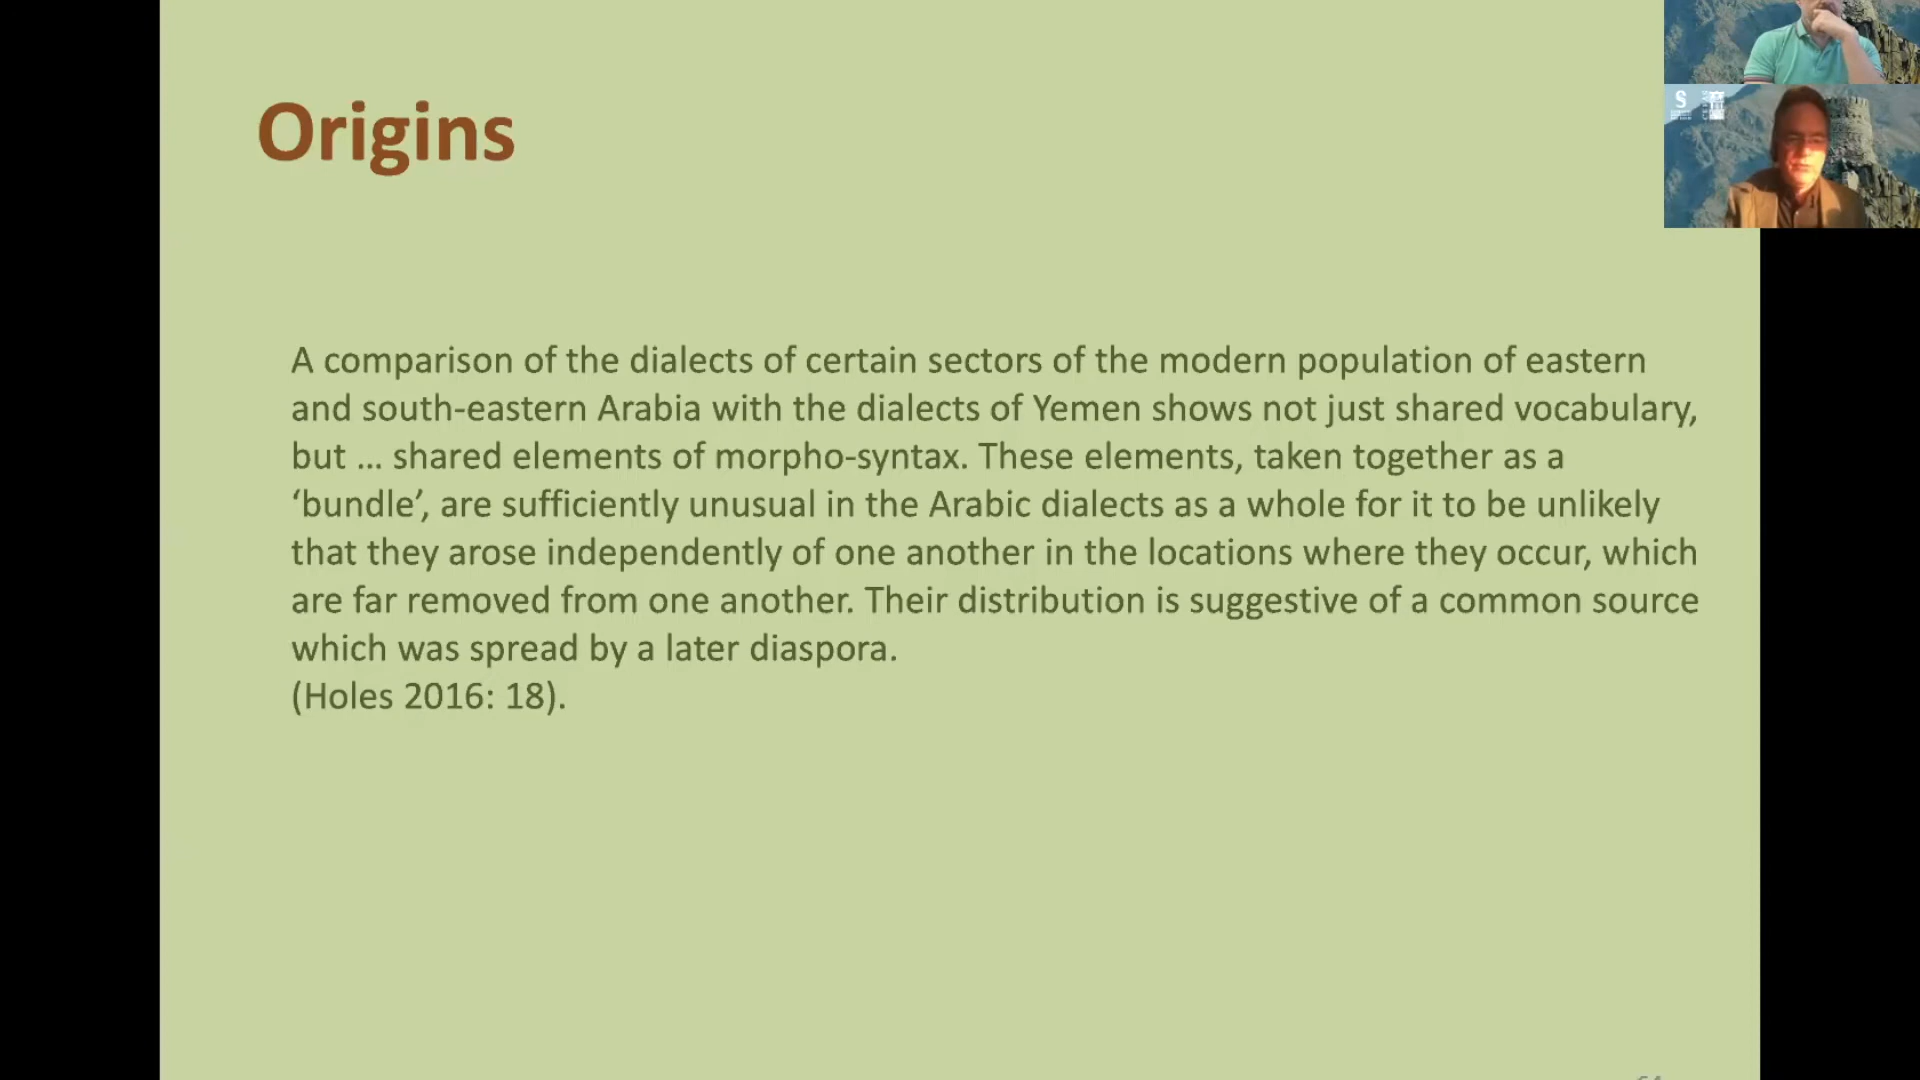 Origins
A comparison of the dialects of certain sectors of the modern population of eastern
and south-eastern Arabia with the dialects of Yemen shows not just shared vocabulary,
but … shared elements of morpho-syntax. These elements, taken together as a
‘bundle’, are sufficiently unusual in the Arabic dialects as a whole for it to be unlikely
that they arose independently of one another in the locations where they occur, which
are far removed from one another. Their distribution is suggestive of a common source
which was spread by a later diaspora.
(Holes 2016: 18).